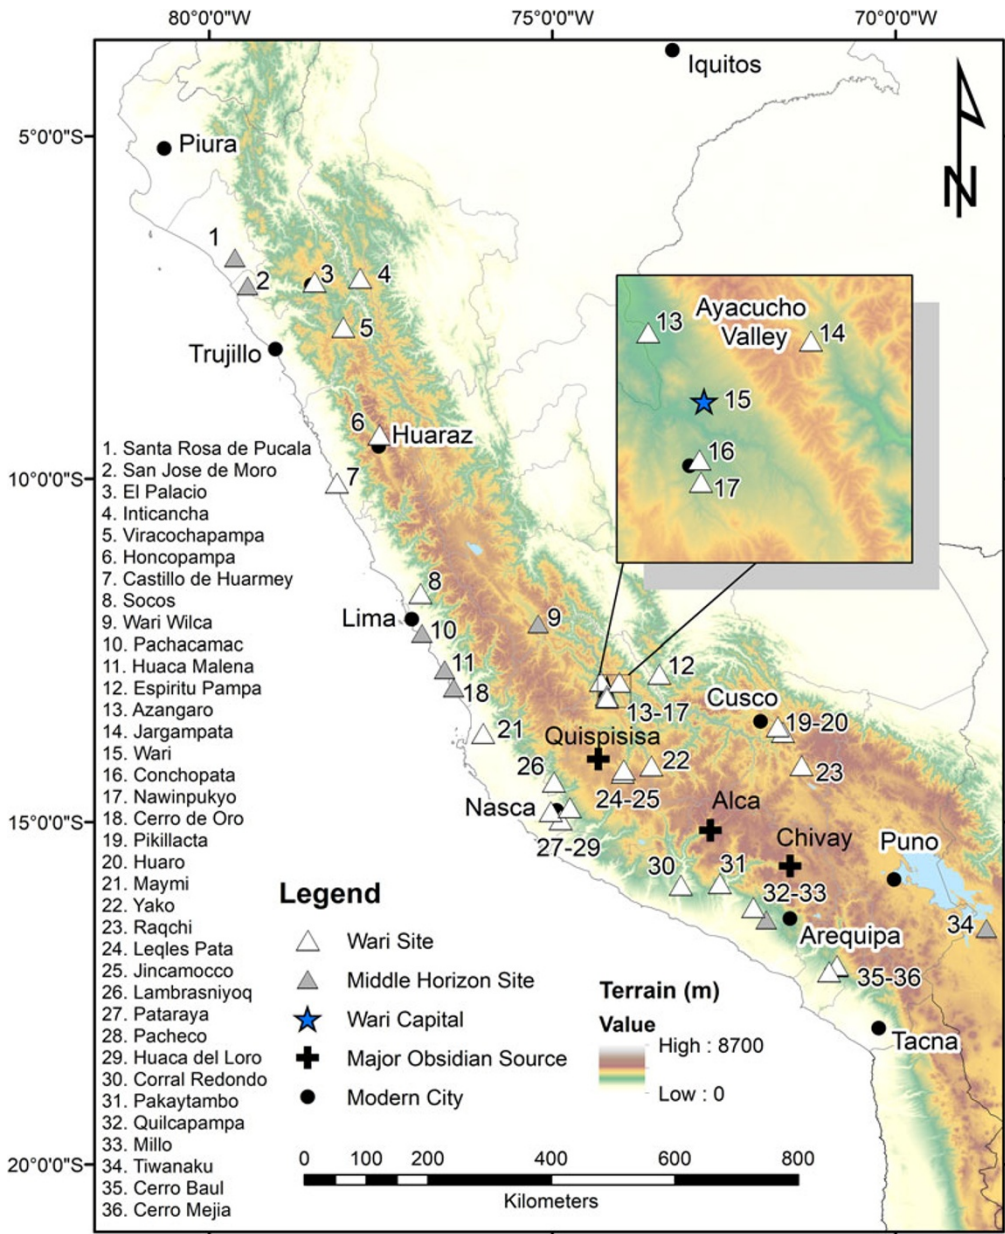 80°0'0"W 75°0'0"W 70°0'0"W
Iquitos
5°0'0"S
Piura
N
1
2
3
4
5
Ayacucho
Valley
13
14
15
16
17
Trujillo
6
Huaraz
7
10°0'0"S
1. Santa Rosa de Pucala
2. San Jose de Moro
3. El Palacio
4. Inticancha
5. Viracochapampa
6. Honcopampa
7. Castillo de Huarmey
8. Socos
9. Wari Wilca
10. Pachacamac
11. Huaca Malena
12. Espiritu Pampa
13. Azangaro
14. Jargampata
15. Wari
16. Conchopata
17. Nawinpukyo
18. Cerro de Oro
19. Pikillacta
20. Huaro
21. Maymi
22. Yako
23. Raqchi
24. Leqles Pata
25. Jincamocco
26. Lambrasniyoq
27. Pataraya
28. Pacheco
29. Huaca del Loro
30. Corral Redondo
31. Pakaytambo
32. Quilcapampa
33. Millo
34. Tiwanaku
35. Cerro Baul
36. Cerro Mejia
8
Lima
9
10
11
18
12
13-17
Cusco
19-20
21
Quispisisa
22
23
26
24-25
Nasca
Alca
15°0'0"S
27-29
Chivay
Puno
30
31
32-33
34
Arequipa
35-36
Tacna
Legend
Wari Site
Middle Horizon Site
Wari Capital
Major Obsidian Source
Modern City
Terrain (m)
Value
High : 8700
Low : 0
20°0'0"S
0 100 200 400 600 800
Kilometers